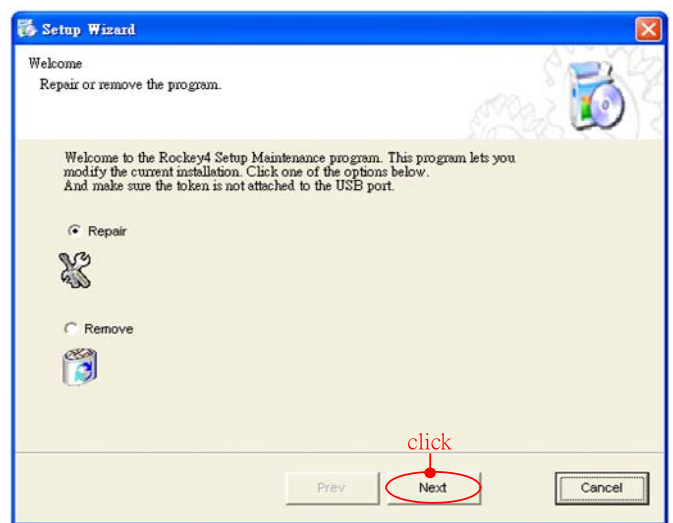 Setup Wizard
Welcome
Repair or remove the program.
Welcome to the Rockey4 Setup Maintenance program. This program lets you
modify the current installation. Click one of the options below.
And make sure the token is not attached to the USB port.
Repair
Remove
click
Prev
Next
Cancel